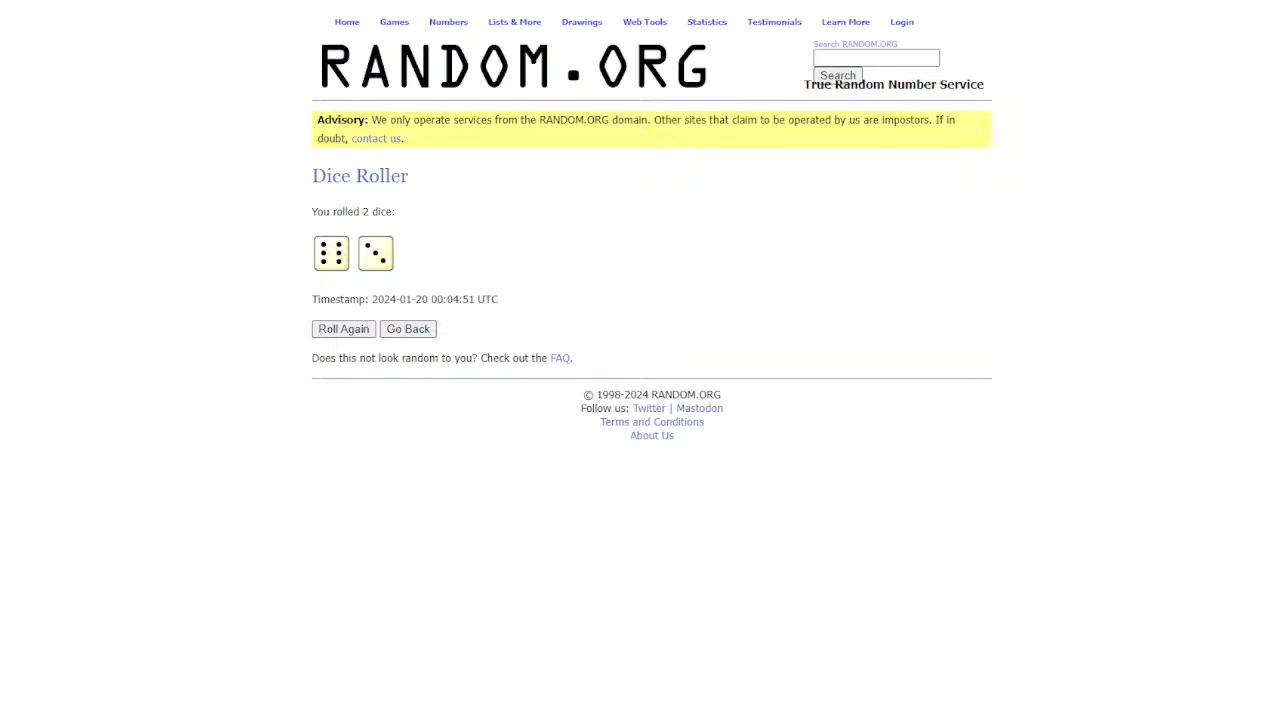 Home Games Numbers Lists & More Drawings Web Tools Statistics Testimonials Learn More Login
RANDOM.ORG
Search RANDOM.ORG
Search
True Random Number Service
Advisory: We only operate services from the RANDOM.ORG domain. Other sites that claim to be operated by us are impostors. If in
doubt, contact us.
Dice Roller
You rolled 2 dice:
Timestamp: 2024-01-20 00:04:51 UTC
Roll Again Go Back
Does this not look random to you? Check out the FAQ.
© 1998-2024 RANDOM.ORG
Follow us: Twitter | Mastodon
Terms and Conditions
About Us